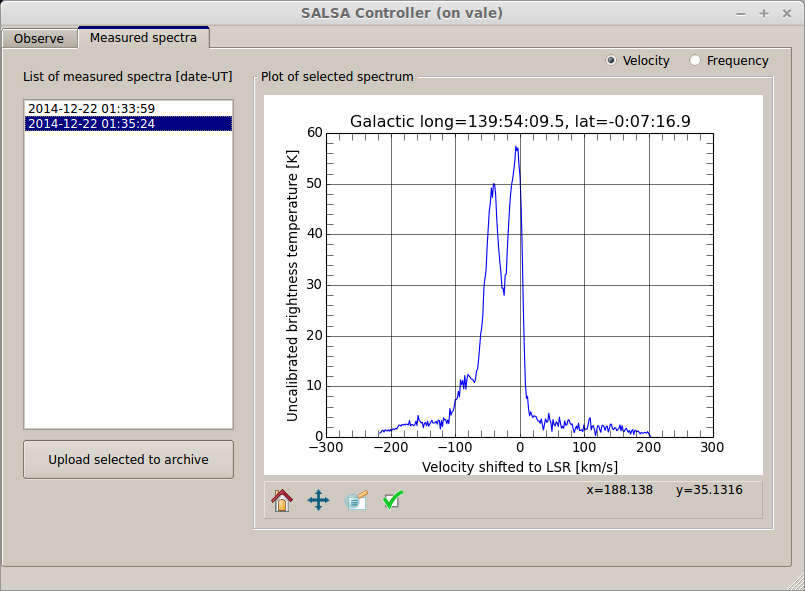 SALSA Controller (on vale)
Observe
Measured spectra
Velocity
Frequency
List of measured spectra [date-UT]
Plot of selected spectrum
2014-12-22 01:33:59
2014-12-22 01:35:24
Galactic long=139:54:09.5, lat=-0:07:16.9
Uncalibrated brightness temperature [K]
60
50
40
30
20
10
0
−300
−200
−100
0
100
200
300
Velocity shifted to LSR [km/s]
Upload selected to archive
x=188.138 y=35.1316